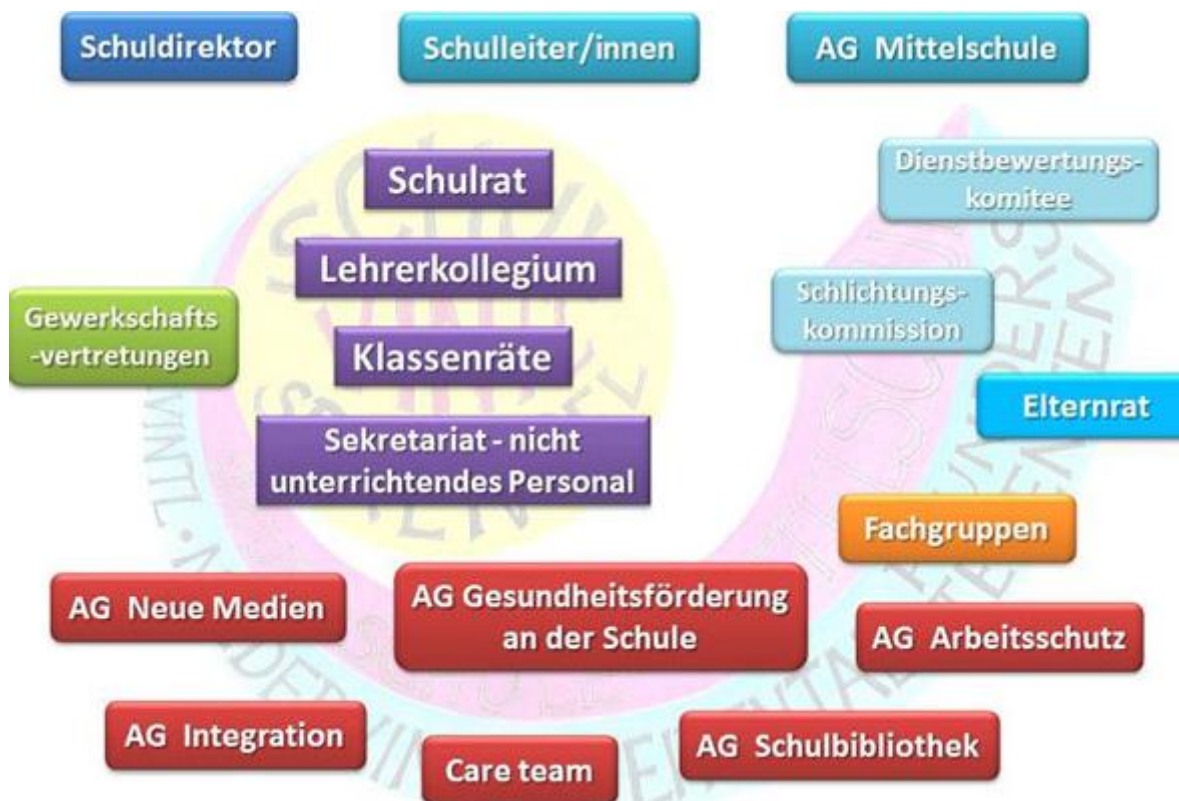 Schuldirektor
Schulleiter/innen
AG Mittelschule
Schulrat
Dienstbewertungs-
komitee
Lehrerkollegium
Schlichtungs-
kommission
Gewerkschafts
-vertretungen
Klassenräte
Elternrat
Sekretariat - nicht
unterrichtendes Personal
Fachgruppen
AG Neue Medien
AG Gesundheitsförderung
an der Schule
AG Arbeitsschutz
AG Integration
Care team
AG Schulbibliothek